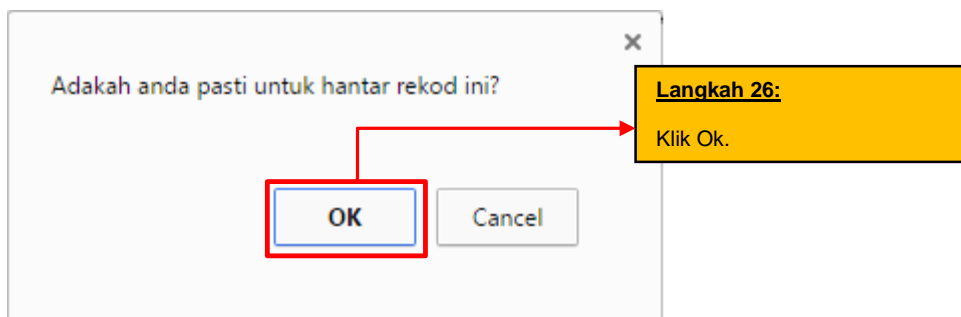 Adakah anda pasti untuk hantar rekod ini?
Langkah 26:
Klik Ok.
OK
Cancel